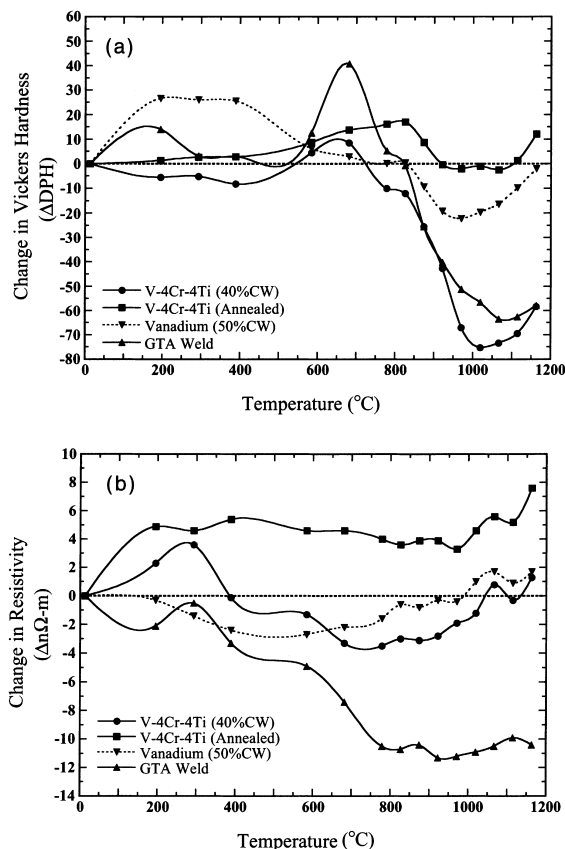 (a)
60
50
40
30
20
10
0
-10
-20
-30
-40
-50
-60
-70
-80
Change in Vickers Hardness
(ΔDPH)
V-4Cr-4Ti (40%CW)
V-4Cr-4Ti (Annealed)
Vanadium (50%CW)
GTA Weld
0 200 400 600 800 1000 1200
Temperature (°C)
(b)
10
8
6
4
2
0
-2
-4
-6
-8
-10
-12
-14
Change in Resistivity
(ΔnΩ-m)
V-4Cr-4Ti (40%CW)
V-4Cr-4Ti (Annealed)
Vanadium (50%CW)
GTA Weld
0 200 400 600 800 1000 1200
Temperature (°C)